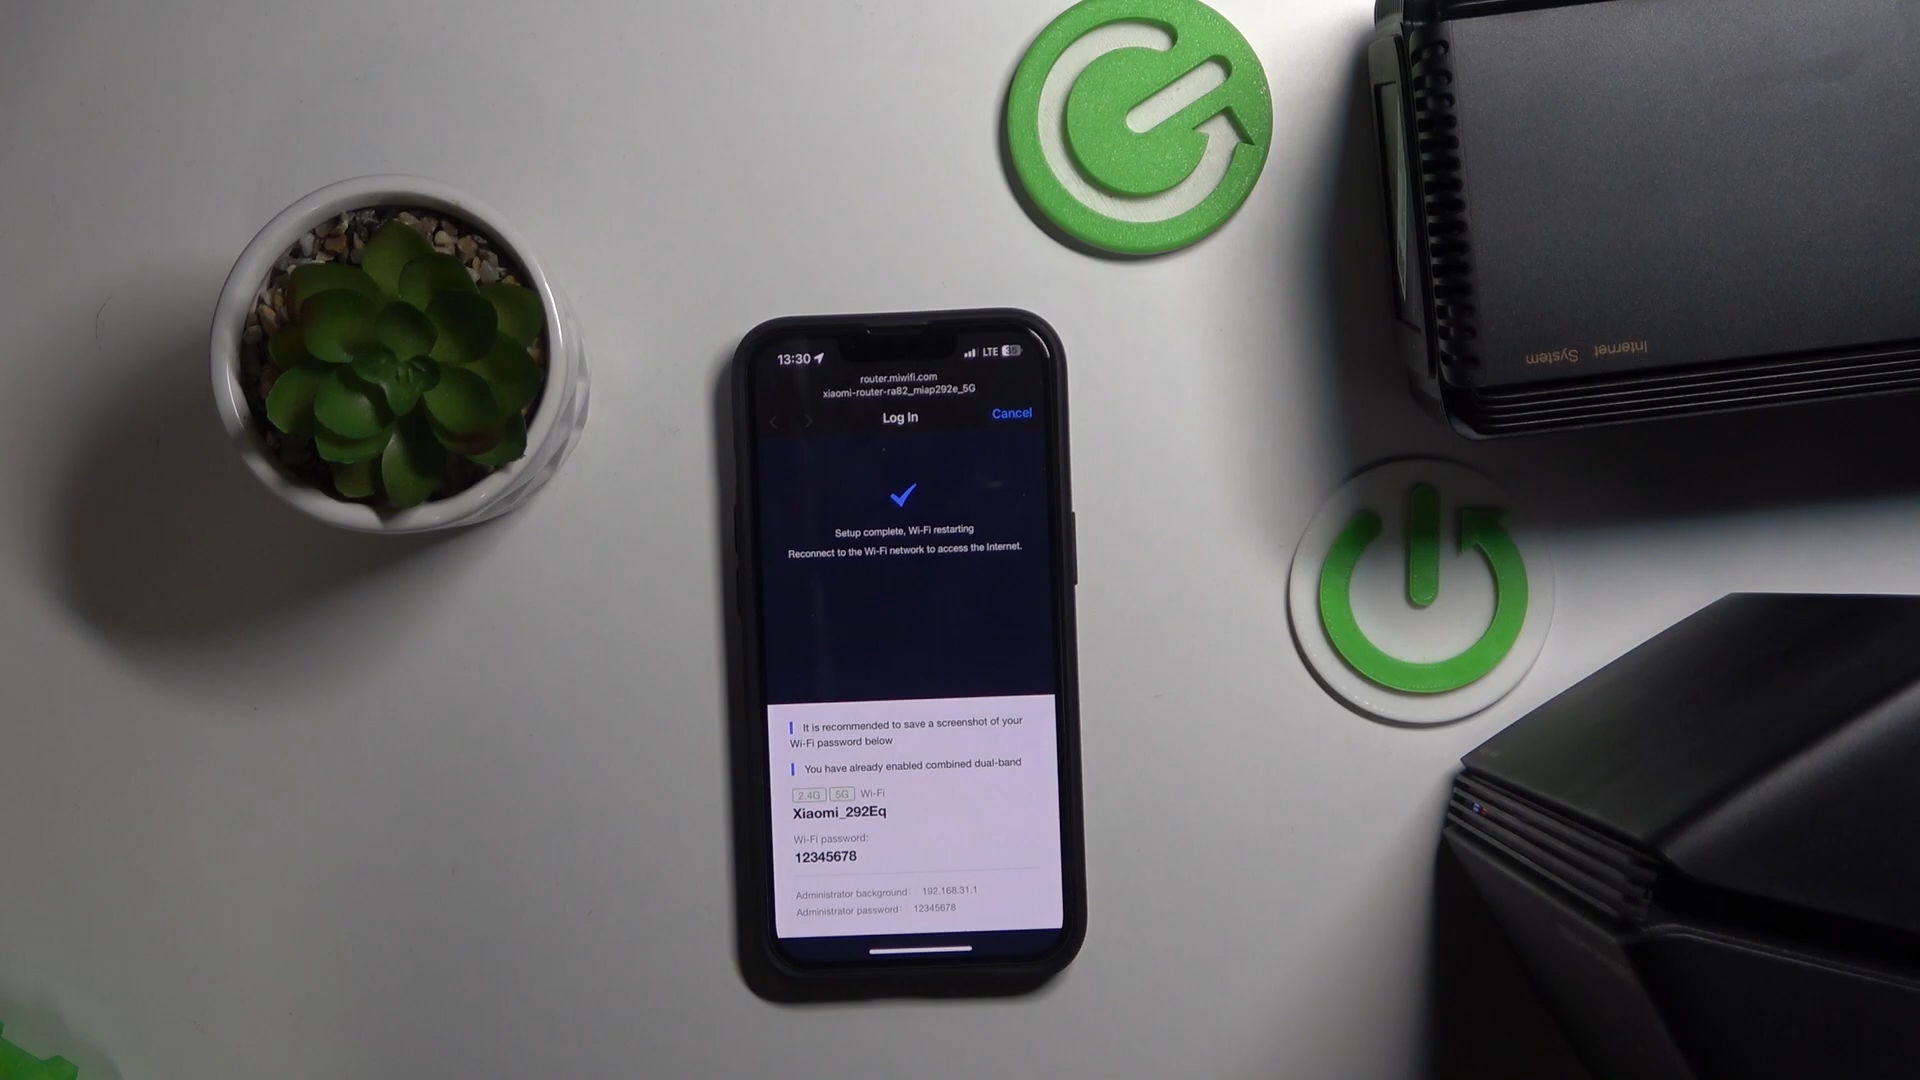 13:30
LTE 35
router.miwifi.com
xiaomi-router-ra82_miap292e_5G
Log In
Cancel
Setup complete, Wi-Fi restarting
Reconnect to the Wi-Fi network to access the Internet.
It is recommended to save a screenshot of your
Wi-Fi password below
You have already enabled combined dual-band
2.4G 5G Wi-Fi
Xiaomi_292Eq
Wi-Fi password:
12345678
Administrator background: 192.168.31.1
Administrator password: 12345678
System Internet